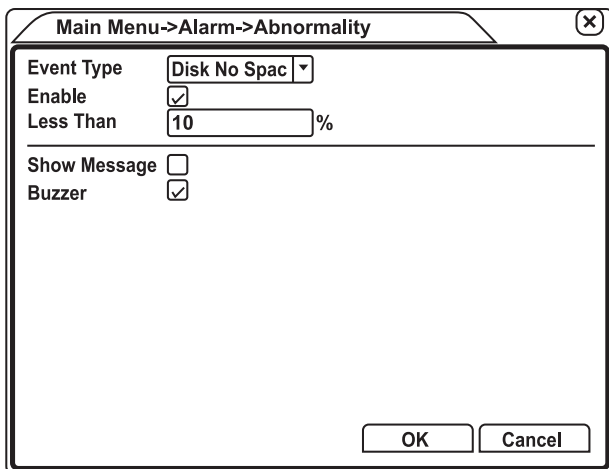 Main Menu->Alarm->Abnormality
Event Type Disk No Spac
Enable
Less Than 10 %
Show Message
Buzzer
OK Cancel